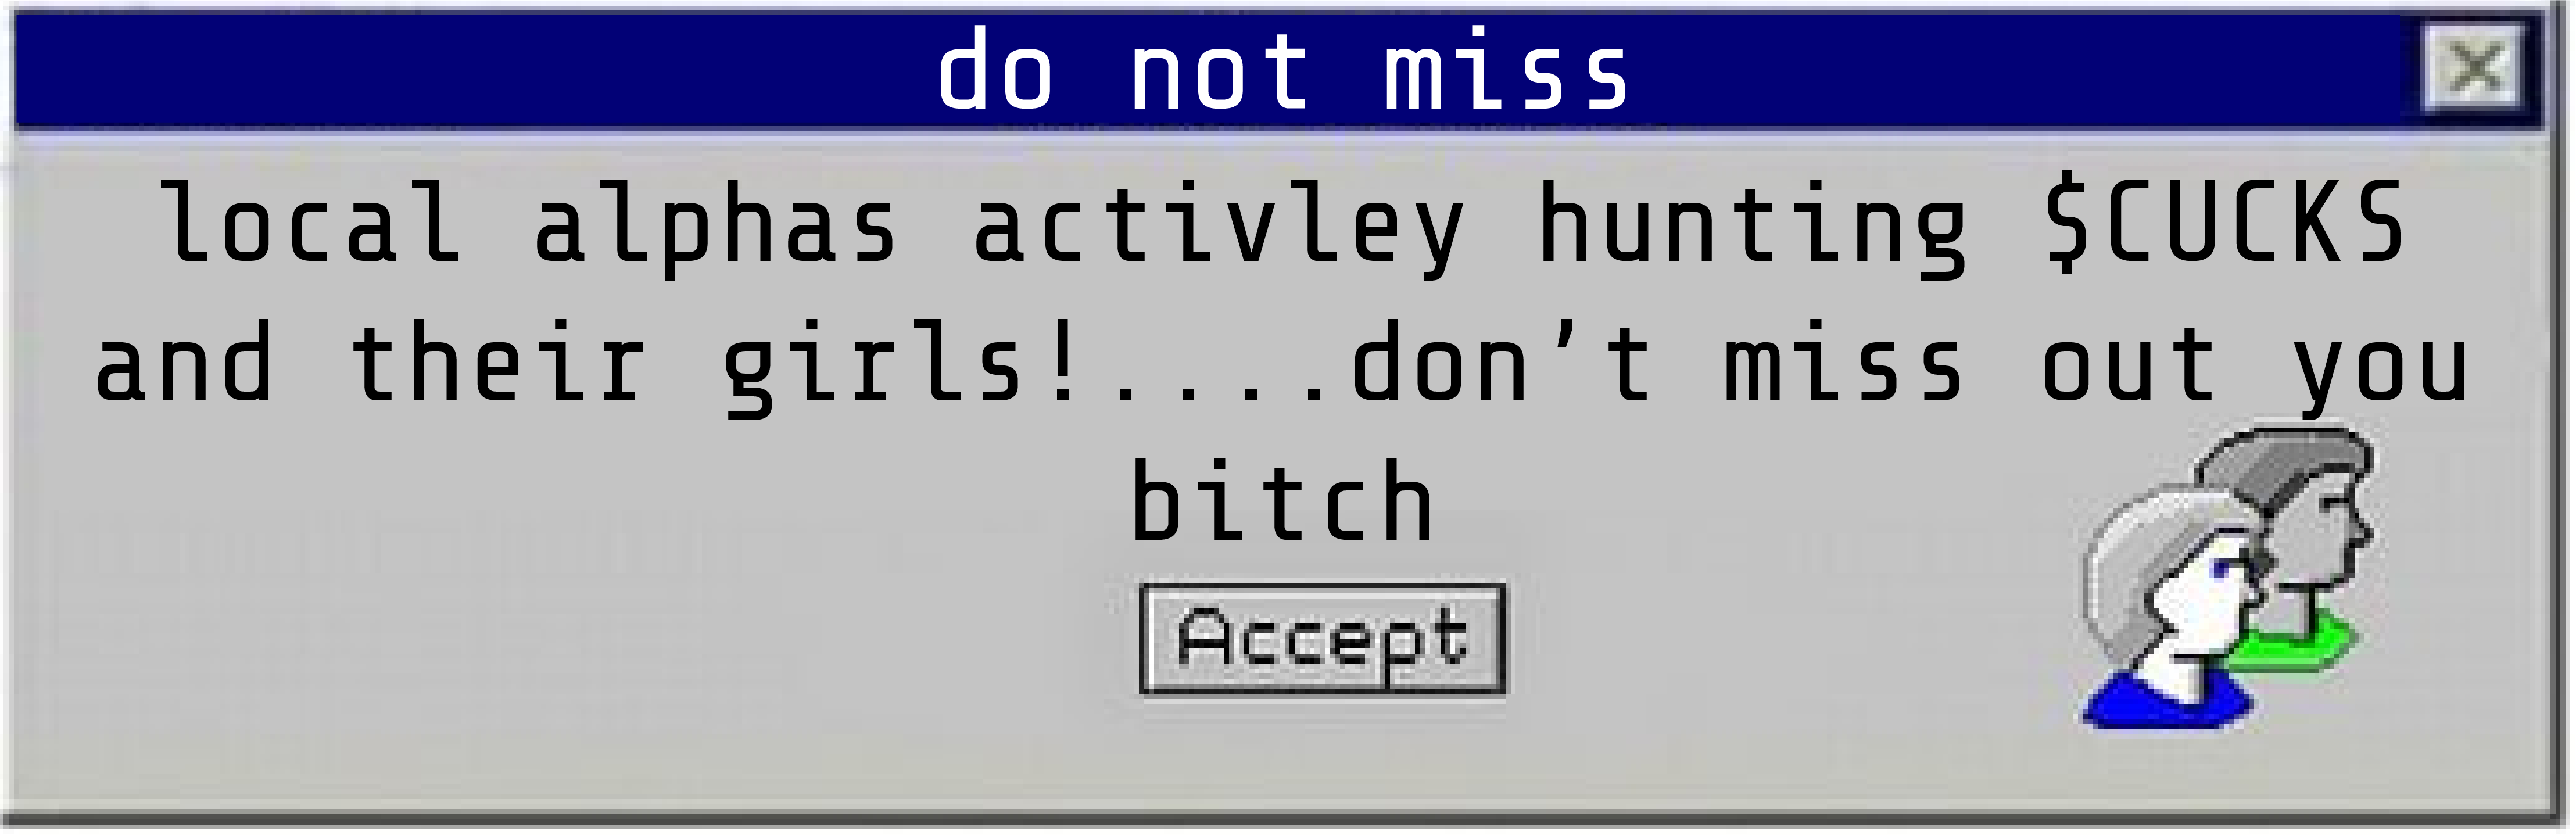 do not miss
local alphas activley hunting $CUCKS
and their girls!....don’t miss out you
bitch
Accept